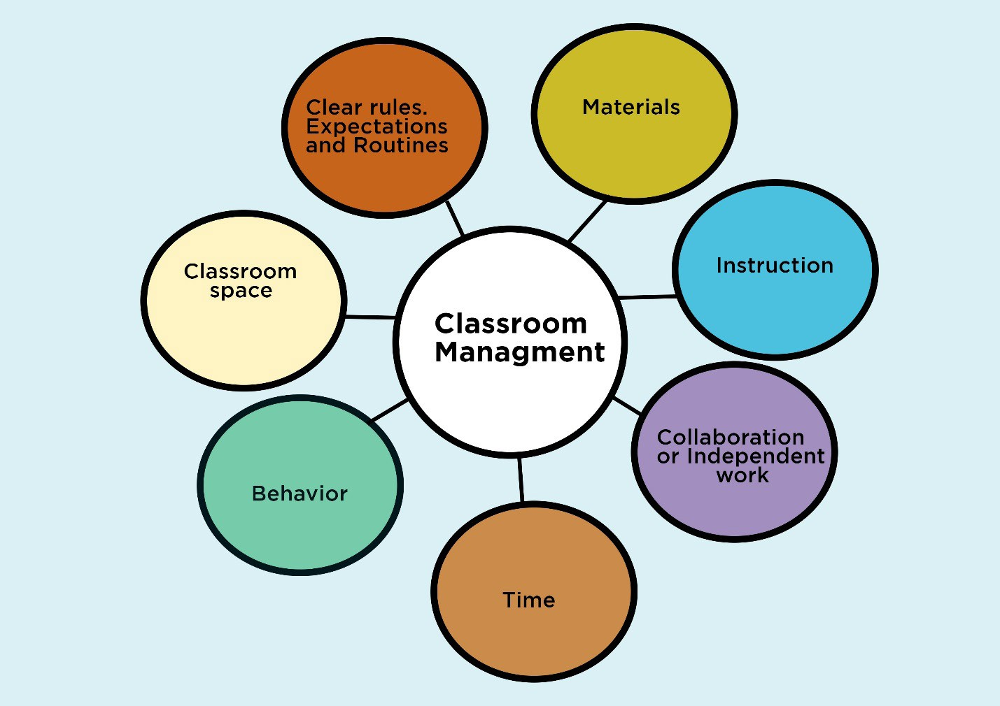 Clear rules.
Expectations
and Routines
Materials
Instruction
Classroom
space
Classroom
Managment
Collaboration
or Independent
work
Behavior
Time